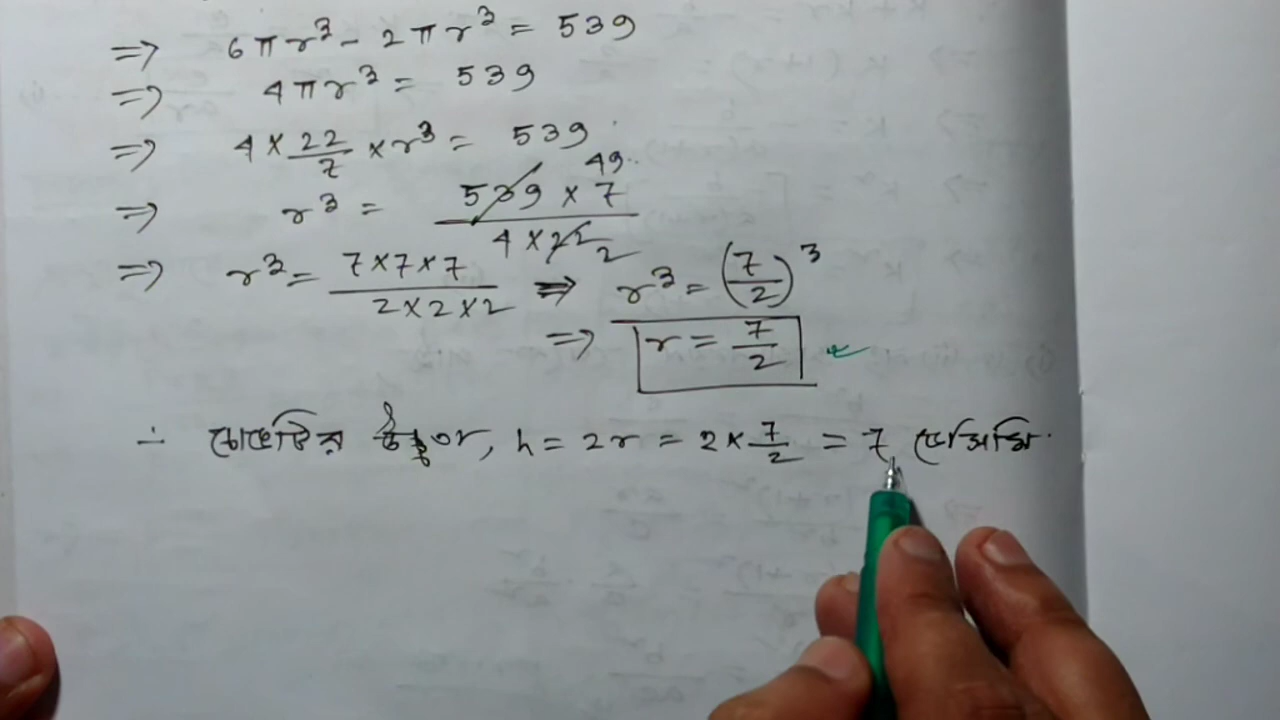 ⇒ 6πr³ - 2πr³ = 539
⇒ 4πr³ = 539
⇒ 4 × 22/7 × r³ = 539
⇒ r³ = 539 × 7 / 4 × 22 49 2
⇒ r³ = 7×7×7 / 2×2×2 ⇒ r³ = (7/2)³
⇒ r = 7/2
∴ h = 2r = 2 × 7/2 = 7 সেমি